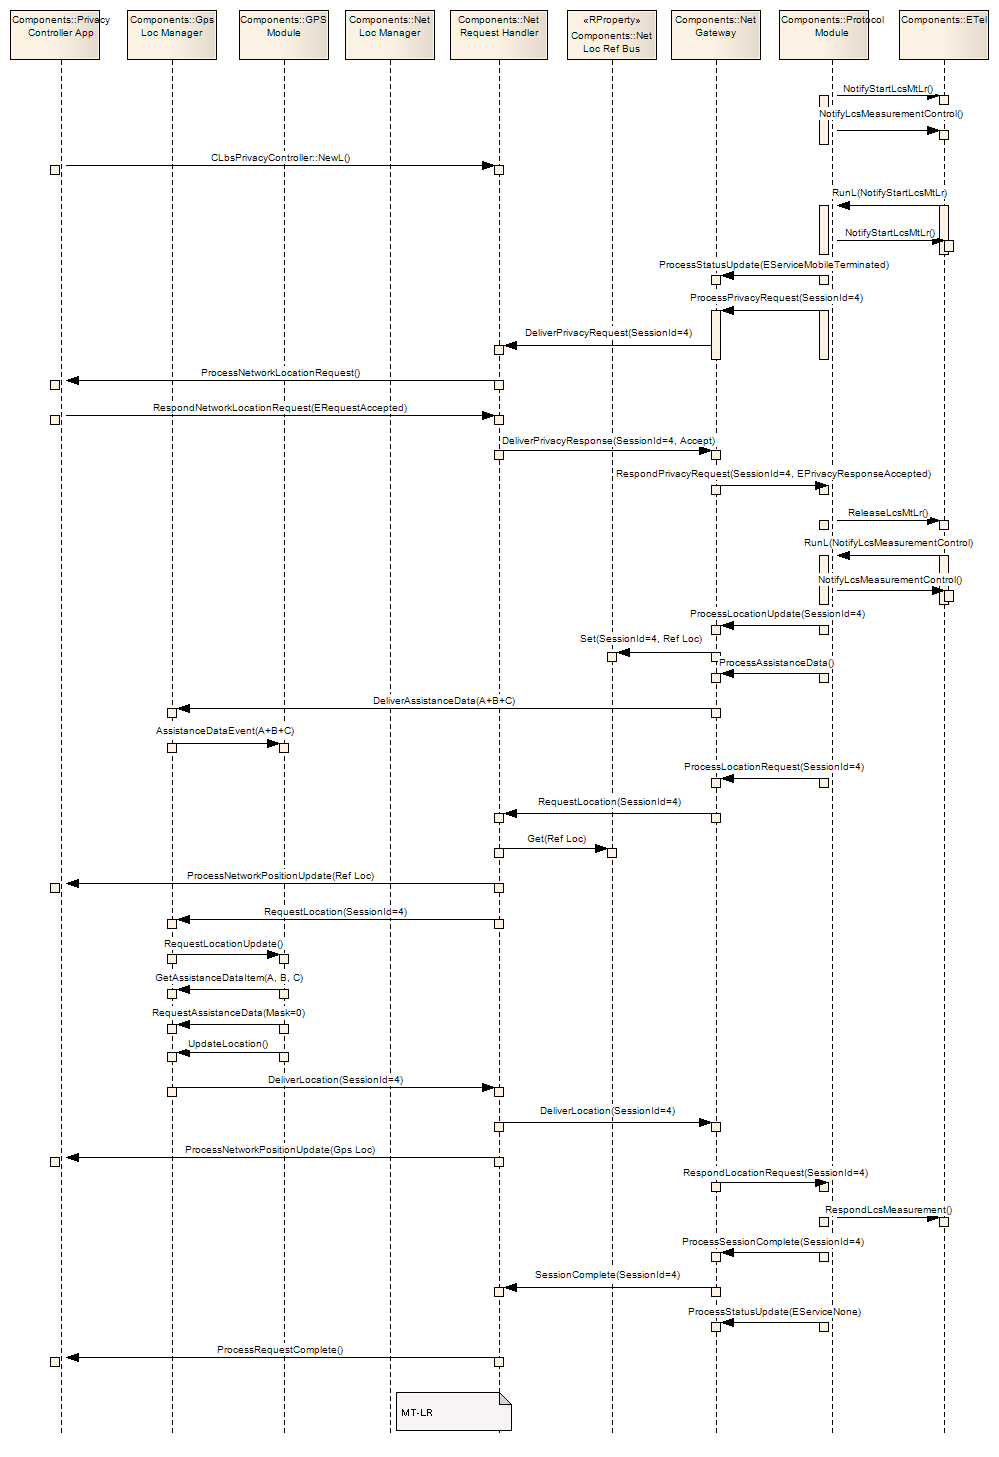 Components::Privacy
Controller App
Components::Gps
Loc Manager
Components::GPS
Module
Components::Net
Loc Manager
Components::Net
Request Handler
«RProperty»
Components::Net
Loc Ref Bus
Components::Net
Gateway
Components::Protocol
Module
Components::ETel
NotifyStartLcsMtLr()
NotifyLcsMeasurementControl()
CLbsPrivacyController::NewL()
RunL(NotifyStartLcsMtLr)
NotifyStartLcsMtLr()
ProcessStatusUpdate(EServiceMobileTerminated)
ProcessPrivacyRequest(SessionId=4)
DeliverPrivacyRequest(SessionId=4)
ProcessNetworkLocationRequest()
RespondNetworkLocationRequest(ERequestAccepted)
DeliverPrivacyResponse(SessionId=4, Accept)
RespondPrivacyRequest(SessionId=4, EPrivacyResponseAccepted)
ReleaseLcsMtLr()
RunL(NotifyLcsMeasurementControl)
NotifyLcsMeasurementControl()
ProcessLocationUpdate(SessionId=4)
Set(SessionId=4, Ref Loc)
ProcessAssistanceData()
DeliverAssistanceData(A+B+C)
AssistanceDataEvent(A+B+C)
ProcessLocationRequest(SessionId=4)
RequestLocation(SessionId=4)
Get(Ref Loc)
ProcessNetworkPositionUpdate(Ref Loc)
RequestLocation(SessionId=4)
RequestLocationUpdate()
GetAssistanceDataItem(A, B, C)
RequestAssistanceData(Mask=0)
UpdateLocation()
DeliverLocation(SessionId=4)
DeliverLocation(SessionId=4)
ProcessNetworkPositionUpdate(Gps Loc)
RespondLocationRequest(SessionId=4)
RespondLcsMeasurement()
ProcessSessionComplete(SessionId=4)
SessionComplete(SessionId=4)
ProcessStatusUpdate(EServiceNone)
ProcessRequestComplete()
MT-LR